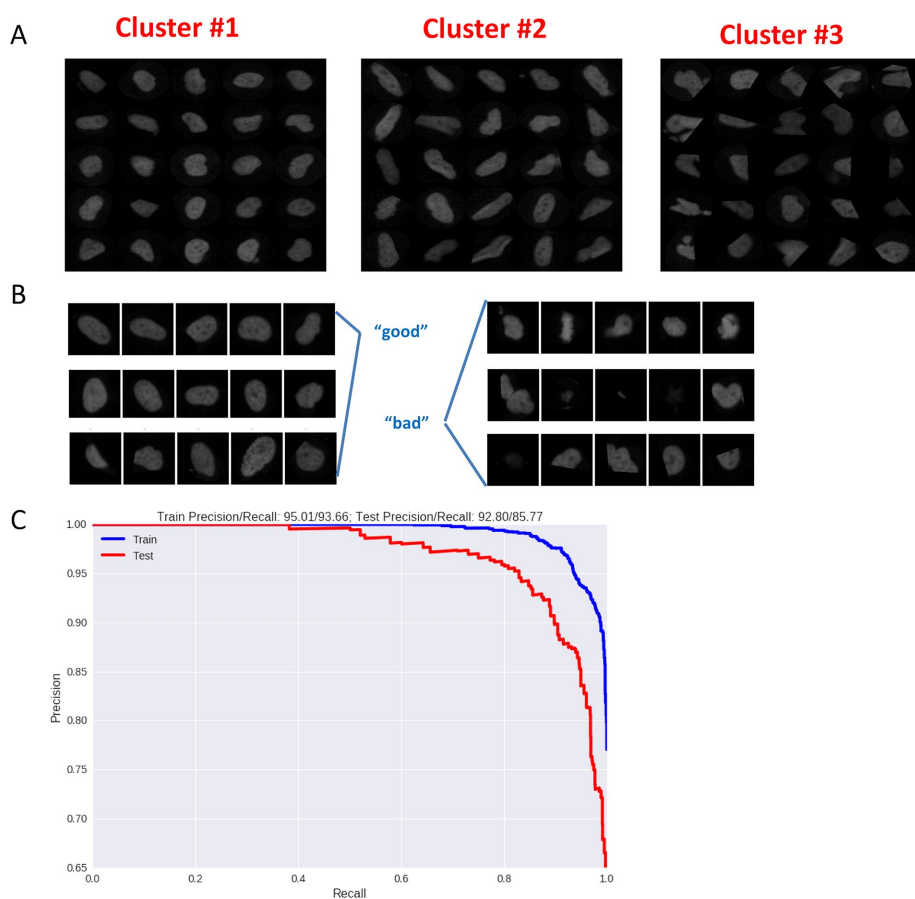 A
Cluster #1
Cluster #2
Cluster #3
B
“good”
“bad”
C
Train Precision/Recall: 95.01/93.66; Test Precision/Recall: 92.80/85.77
Train
Test
1.00
0.95
0.90
0.85
0.80
0.75
0.70
0.65
Precision
0.0
0.2
0.4
0.6
0.8
1.0
Recall